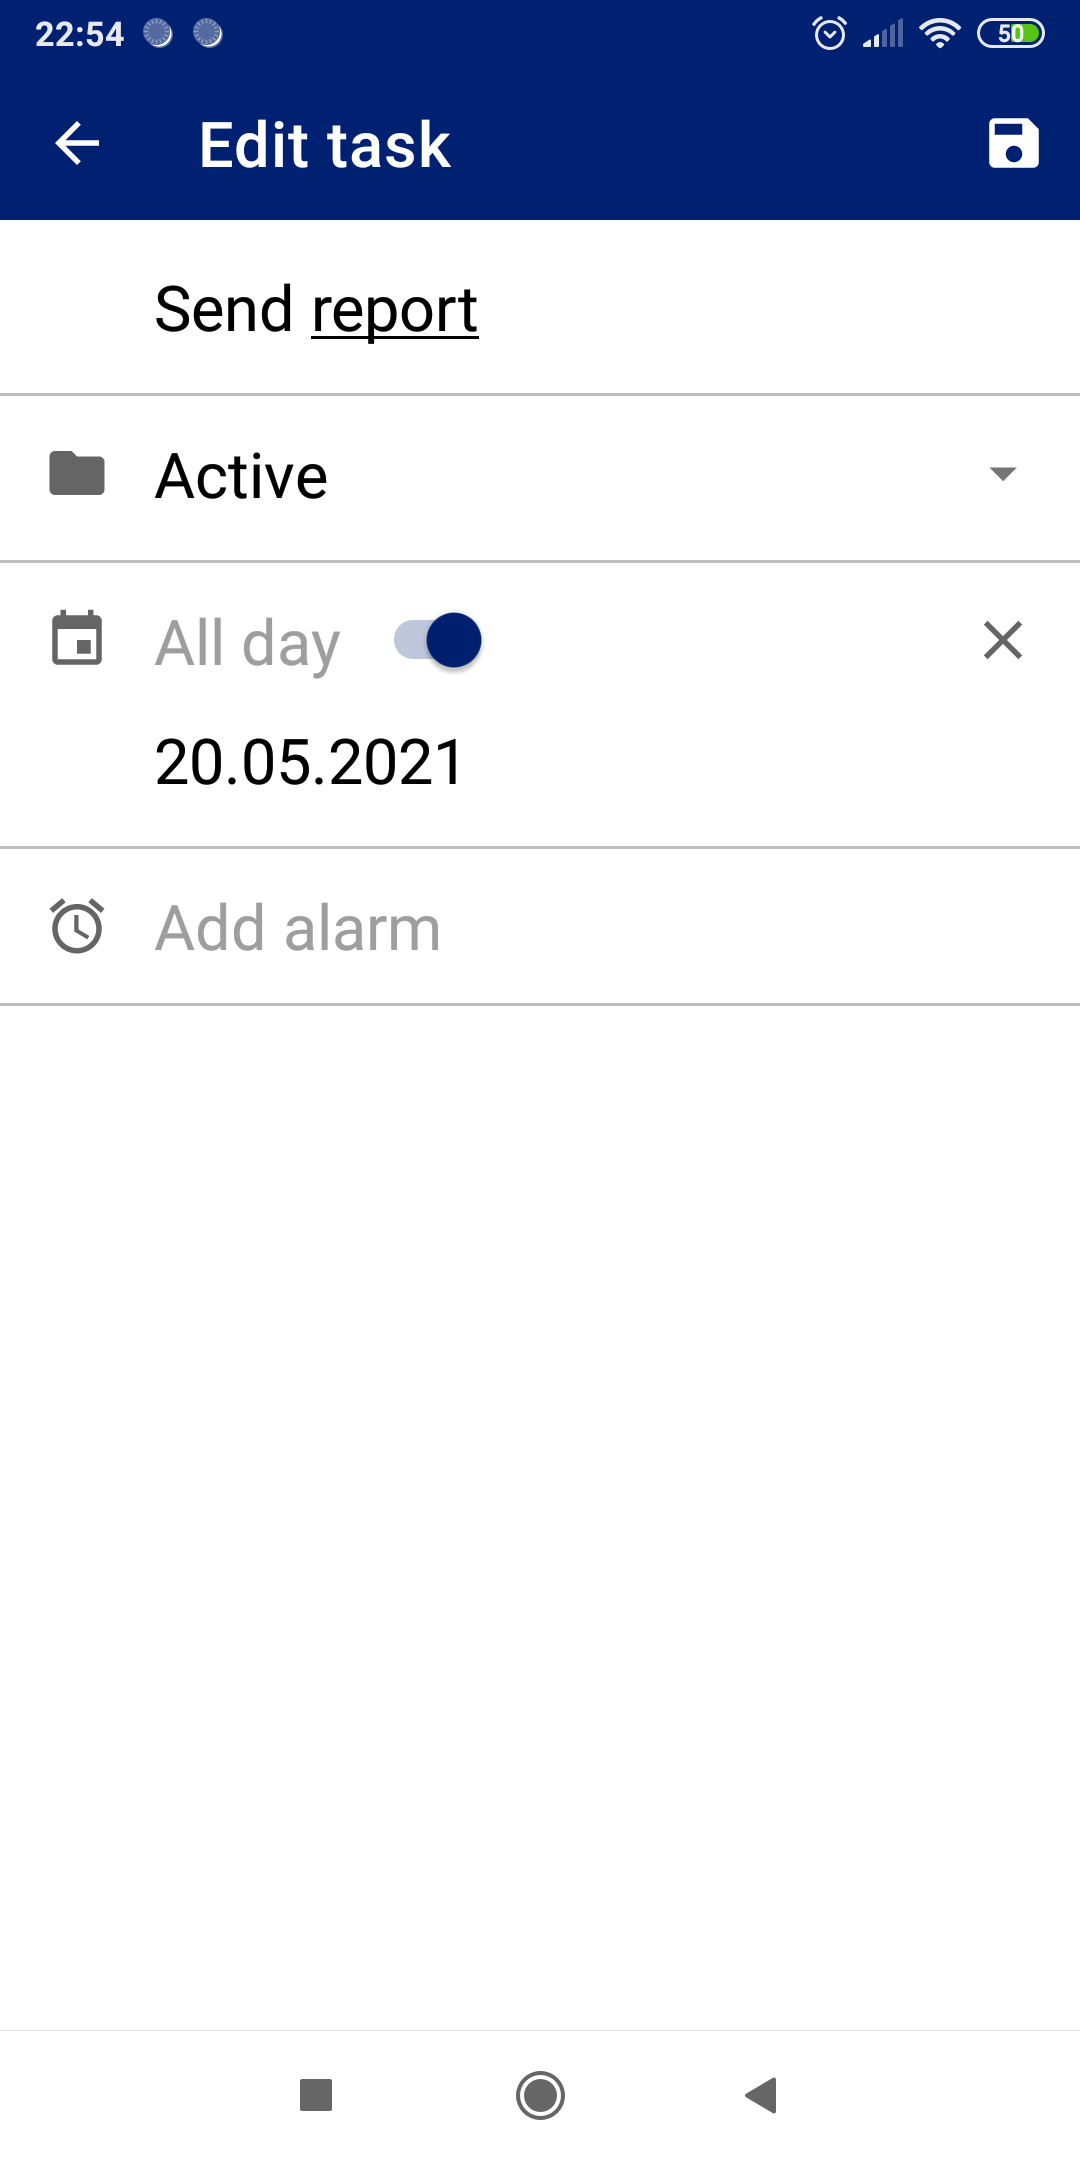 22:54 50
Edit task
Send report
Active
All day
20.05.2021
Add alarm